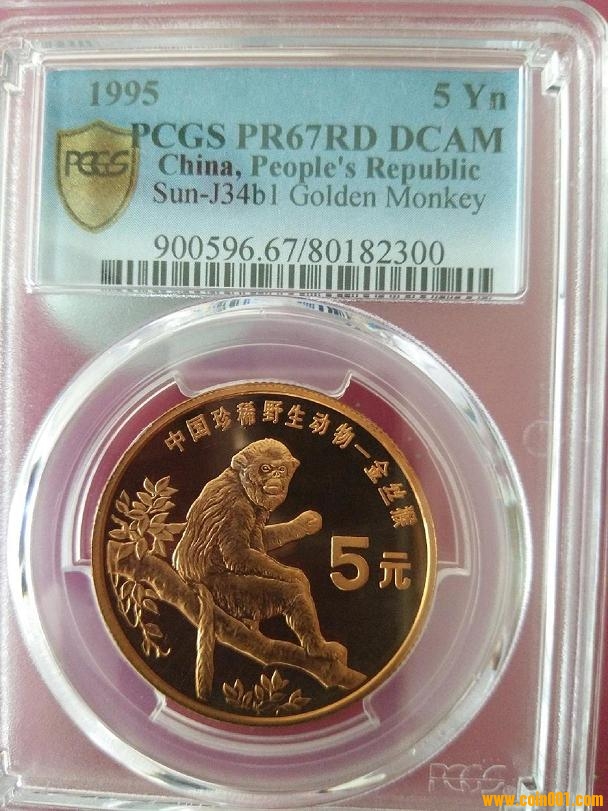 1995 5 Yn
PCGS PR67RD DCAM
PCGS
China, People's Republic
Sun-J34b1 Golden Monkey
900596.67/80182300
中国珍稀野生动物—金丝猴
5元
PCGS
www.coin001.com